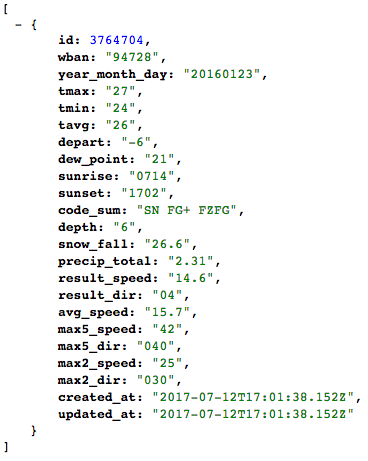 [
- {
id: 3764704,
wban: "94728",
year_month_day: "20160123",
tmax: "27",
tmin: "24",
tavg: "26",
depart: "-6",
dew_point: "21",
sunrise: "0714",
sunset: "1702",
code_sum: "SN FG+ FZFG",
depth: "6",
snow_fall: "26.6",
precip_total: "2.31",
result_speed: "14.6",
result_dir: "04",
avg_speed: "15.7",
max5_speed: "42",
max5_dir: "040",
max2_speed: "25",
max2_dir: "030",
created_at: "2017-07-12T17:01:38.152Z",
updated_at: "2017-07-12T17:01:38.152Z"
}
]